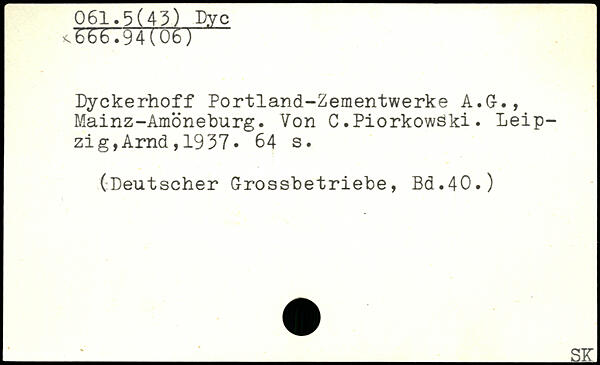 061.5(43) Dyc
x666.94(06)
Dyckerhoff Portland-Zementwerke A.G.,
Mainz-Amöneburg. Von C.Piorkowski. Leip-
zig,Arnd,1937. 64 s.
(Deutscher Grossbetriebe, Bd.40.)
SK